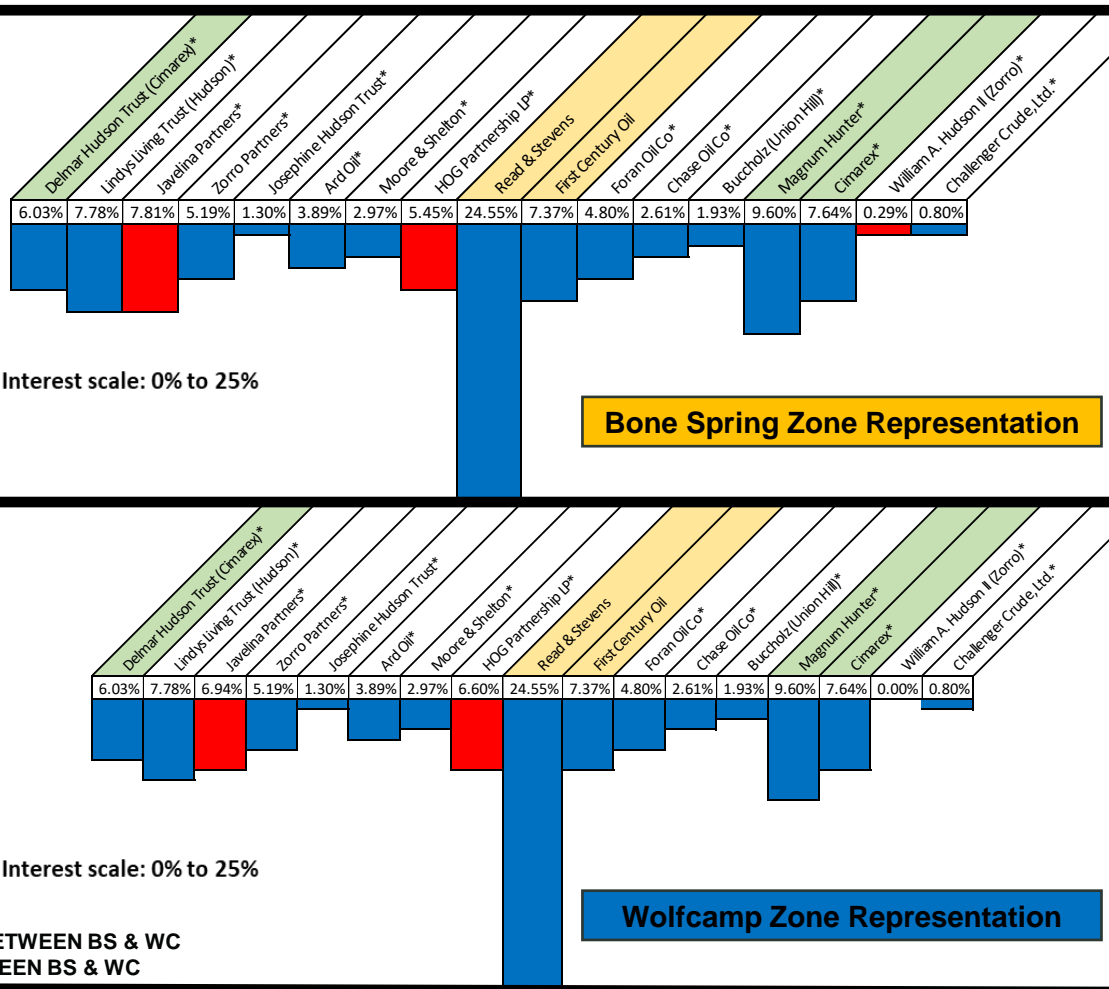 Delmar Hudson Trust (Cimarex)*
Lindys Living Trust (Hudson)*
Javelina Partners*
Zorro Partners*
Josephine Hudson Trust*
Ard Oil*
Moore & Shelton*
HOG Partnership LP*
Read & Stevens
First Century Oil
Foran Oil Co*
Chase Oil Co*
Buccholz (Union Hill)*
Magnum Hunter*
Cimarex*
William A. Hudson II (Zorro)*
Challenger Crude, Ltd.*
6.03% 7.78% 7.81% 5.19% 1.30% 3.89% 2.97% 5.45% 24.55% 7.37% 4.80% 2.61% 1.93% 9.60% 7.64% 0.29% 0.80%
Interest scale: 0% to 25%
Bone Spring Zone Representation
Delmar Hudson Trust (Cimarex)*
Lindys Living Trust (Hudson)*
Javelina Partners*
Zorro Partners*
Josephine Hudson Trust*
Ard Oil*
Moore & Shelton*
HOG Partnership LP*
Read & Stevens
First Century Oil
Foran Oil Co*
Chase Oil Co*
Buccholz (Union Hill)*
Magnum Hunter*
Cimarex*
William A. Hudson II (Zorro)*
Challenger Crude, Ltd.*
6.03% 7.78% 6.94% 5.19% 1.30% 3.89% 2.97% 6.60% 24.55% 7.37% 4.80% 2.61% 1.93% 9.60% 7.64% 0.00% 0.80%
Interest scale: 0% to 25%
Wolfcamp Zone Representation
ETWEEN BS & WC
EEN BS & WC